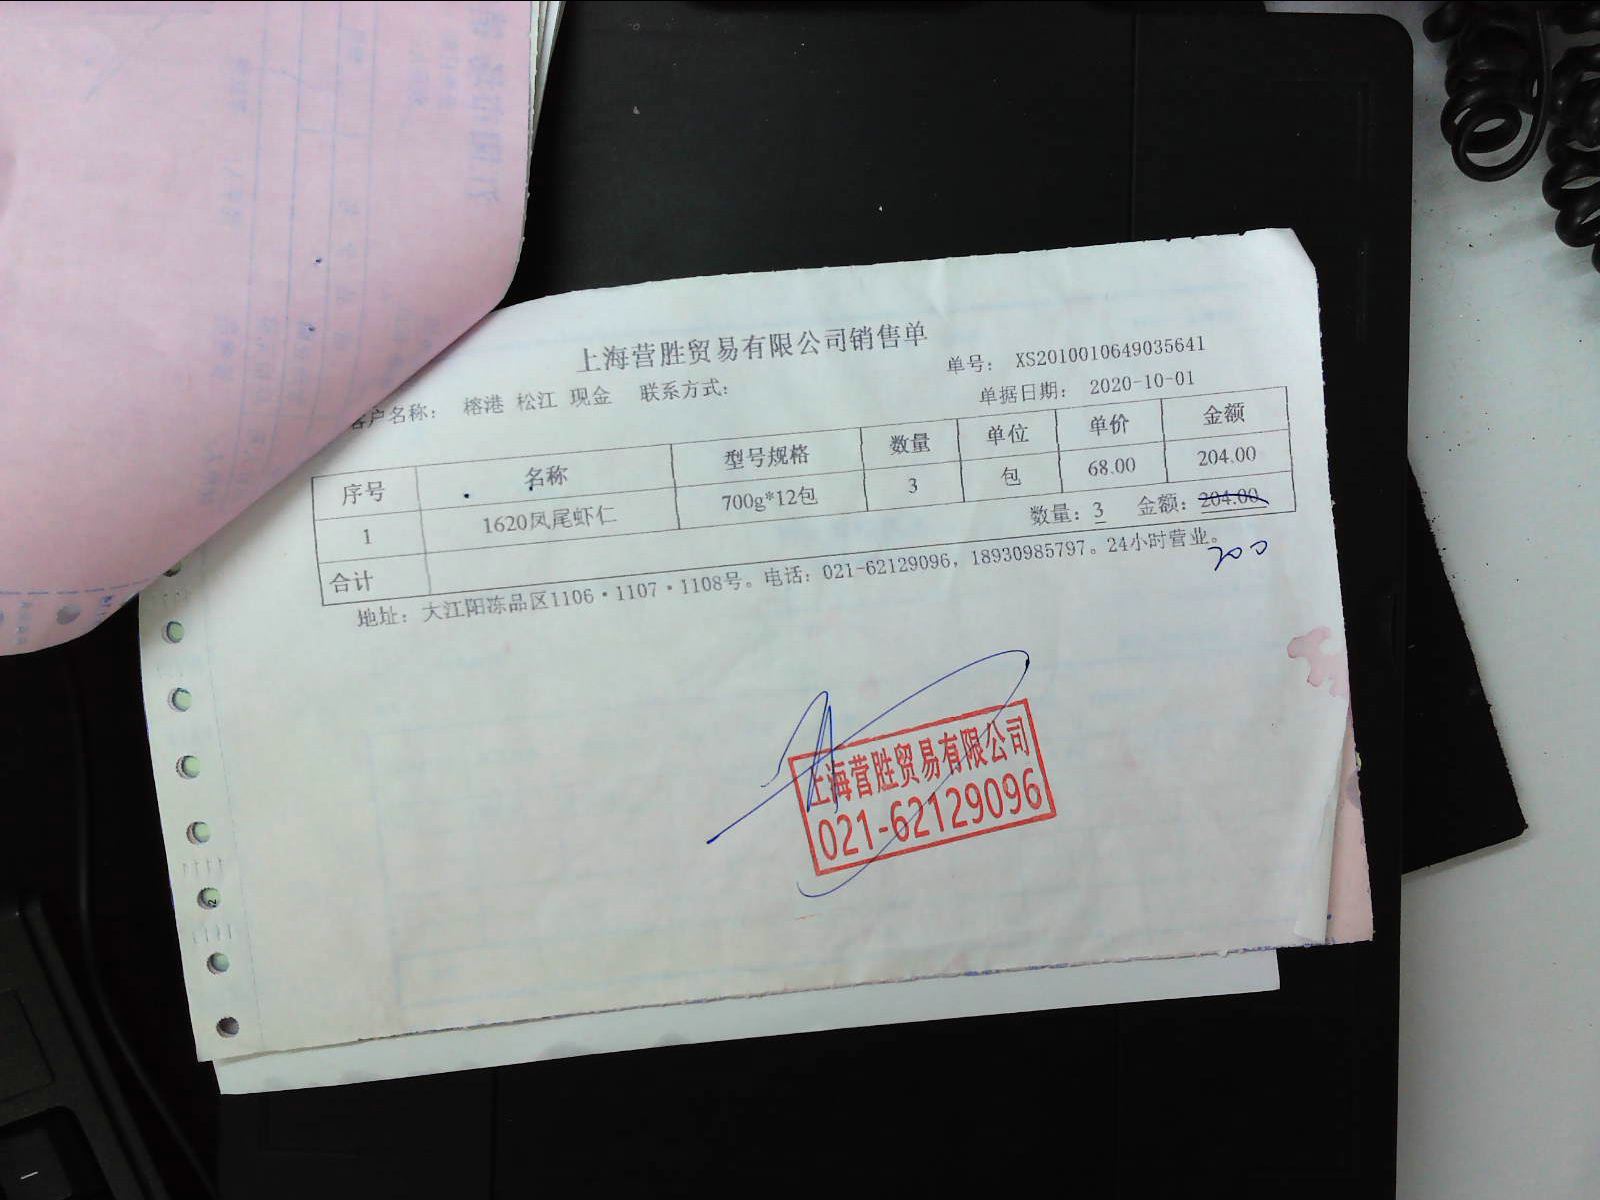 上海营胜贸易有限公司销售单
单号: XS2010010649035641
客户名称: 榕港 松江 现金 联系方式:
单据日期: 2020-10-01
序号 名称 型号规格 数量 单位 单价 金额
1 1620凤尾虾仁 700g*12包 3 包 68.00 204.00
合计 数量: 3 金额: 204.00
200
地址: 大江阳冻品区1106·1107·1108号。电话: 021-62129096, 18930985797。24小时营业。
上海营胜贸易有限公司
021-62129096